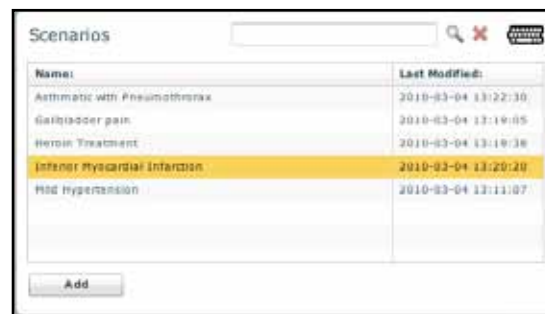 Scenarios
Name: Last Modified:
Asthmatic with Pneumothrorax 2010-03-04 13:22:30
Gallbladder pain 2010-03-04 13:19:05
Heroin Treatment 2010-03-04 13:19:38
Inferior Myocardial Infarction 2010-03-04 13:20:20
Mild Hypertension 2010-03-04 13:11:07
Add